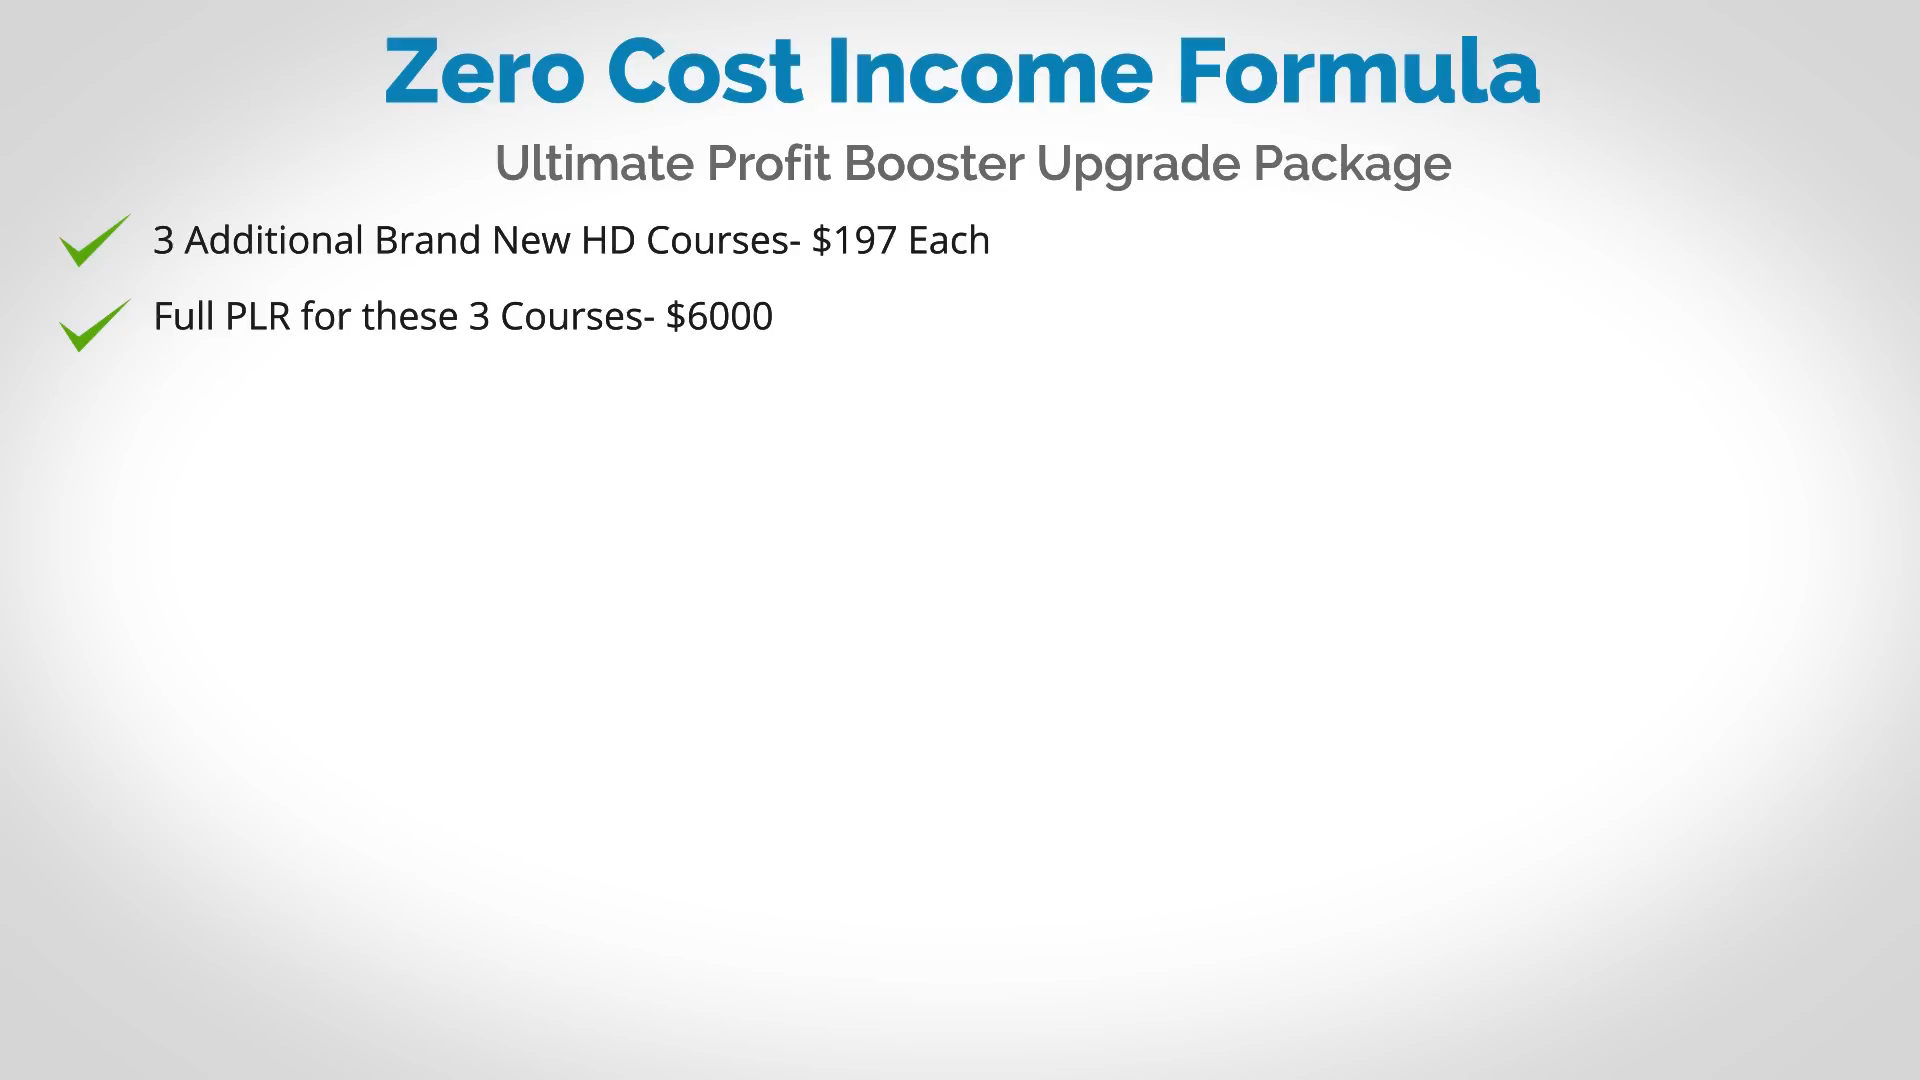 Zero Cost Income Formula
Ultimate Profit Booster Upgrade Package
3 Additional Brand New HD Courses- $197 Each
Full PLR for these 3 Courses- $6000